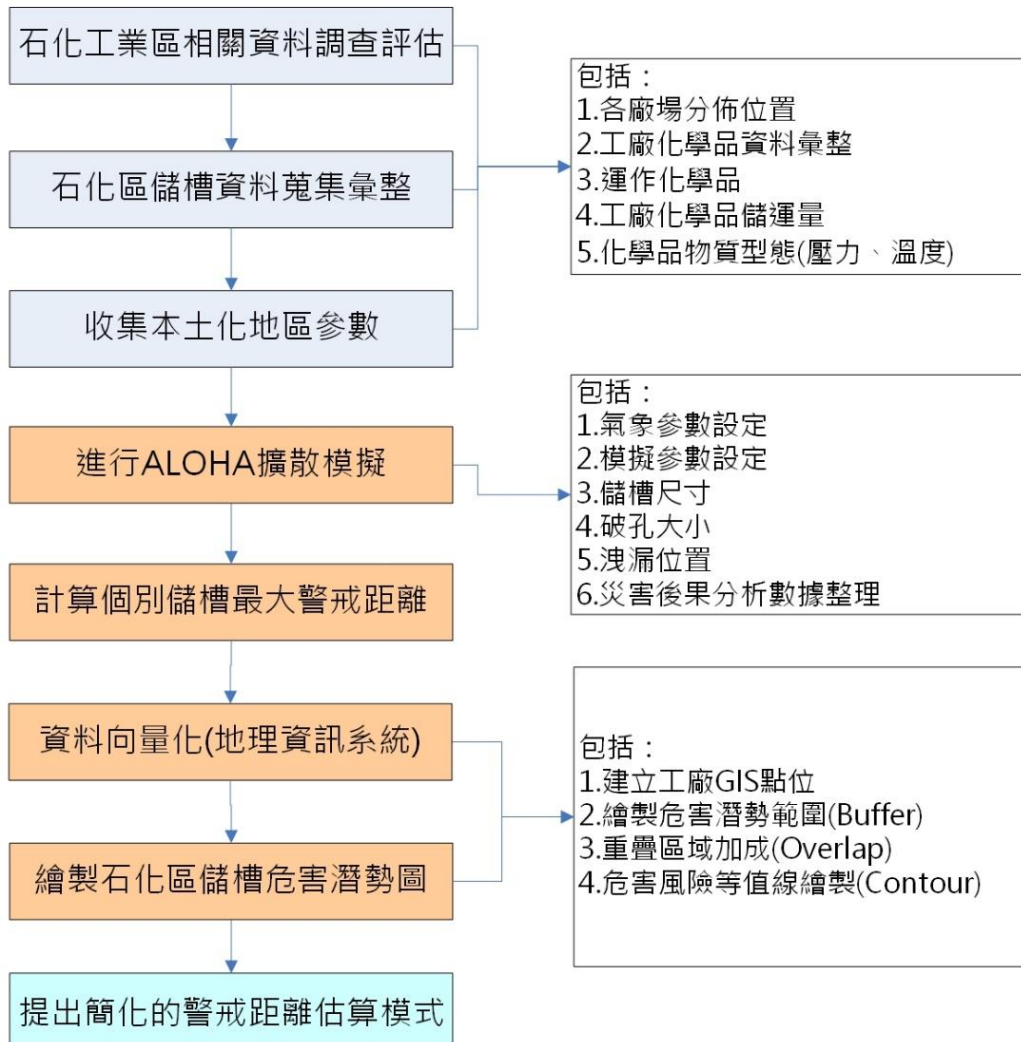 石化工業區相關資料調查評估
石化區儲槽資料蒐集彙整
收集本土化地區參數
包括：
1.各廠場分佈位置
2.工廠化學品資料彙整
3.運作化學品
4.工廠化學品儲運量
5.化學品物質型態(壓力、溫度)
進行ALOHA擴散模擬
包括：
1.氣象參數設定
2.模擬參數設定
3.儲槽尺寸
4.破孔大小
5.洩漏位置
6.災害後果分析數據整理
計算個別儲槽最大警戒距離
資料向量化(地理資訊系統)
繪製石化區儲槽危害潛勢圖
包括：
1.建立工廠GIS點位
2.繪製危害潛勢範圍(Buffer)
3.重疊區域加成(Overlap)
4.危害風險等值線繪製(Contour)
提出簡化的警戒距離估算模式